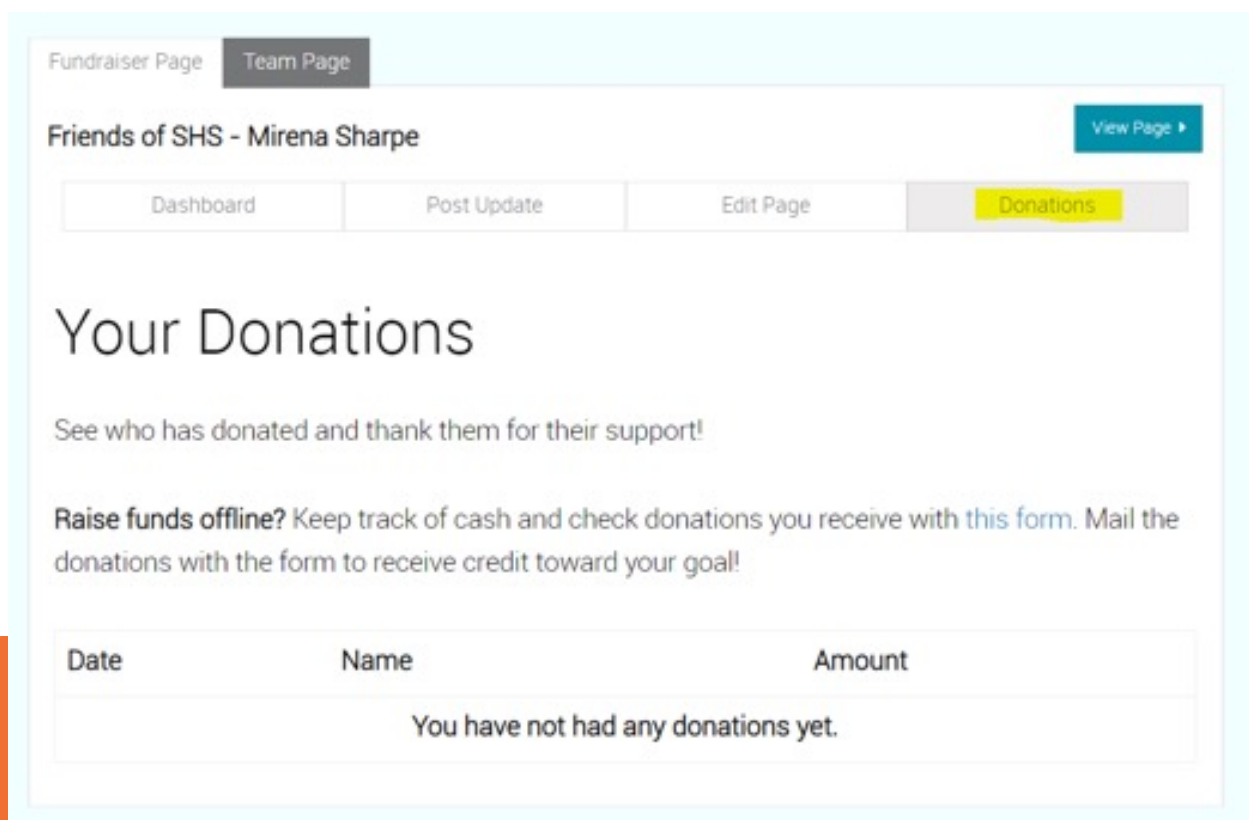 Fundraiser Page Team Page
Friends of SHS - Mirena Sharpe View Page
Dashboard Post Update Edit Page Donations
Your Donations
See who has donated and thank them for their support!
Raise funds offline? Keep track of cash and check donations you receive with this form. Mail the
donations with the form to receive credit toward your goal!
Date Name Amount
You have not had any donations yet.